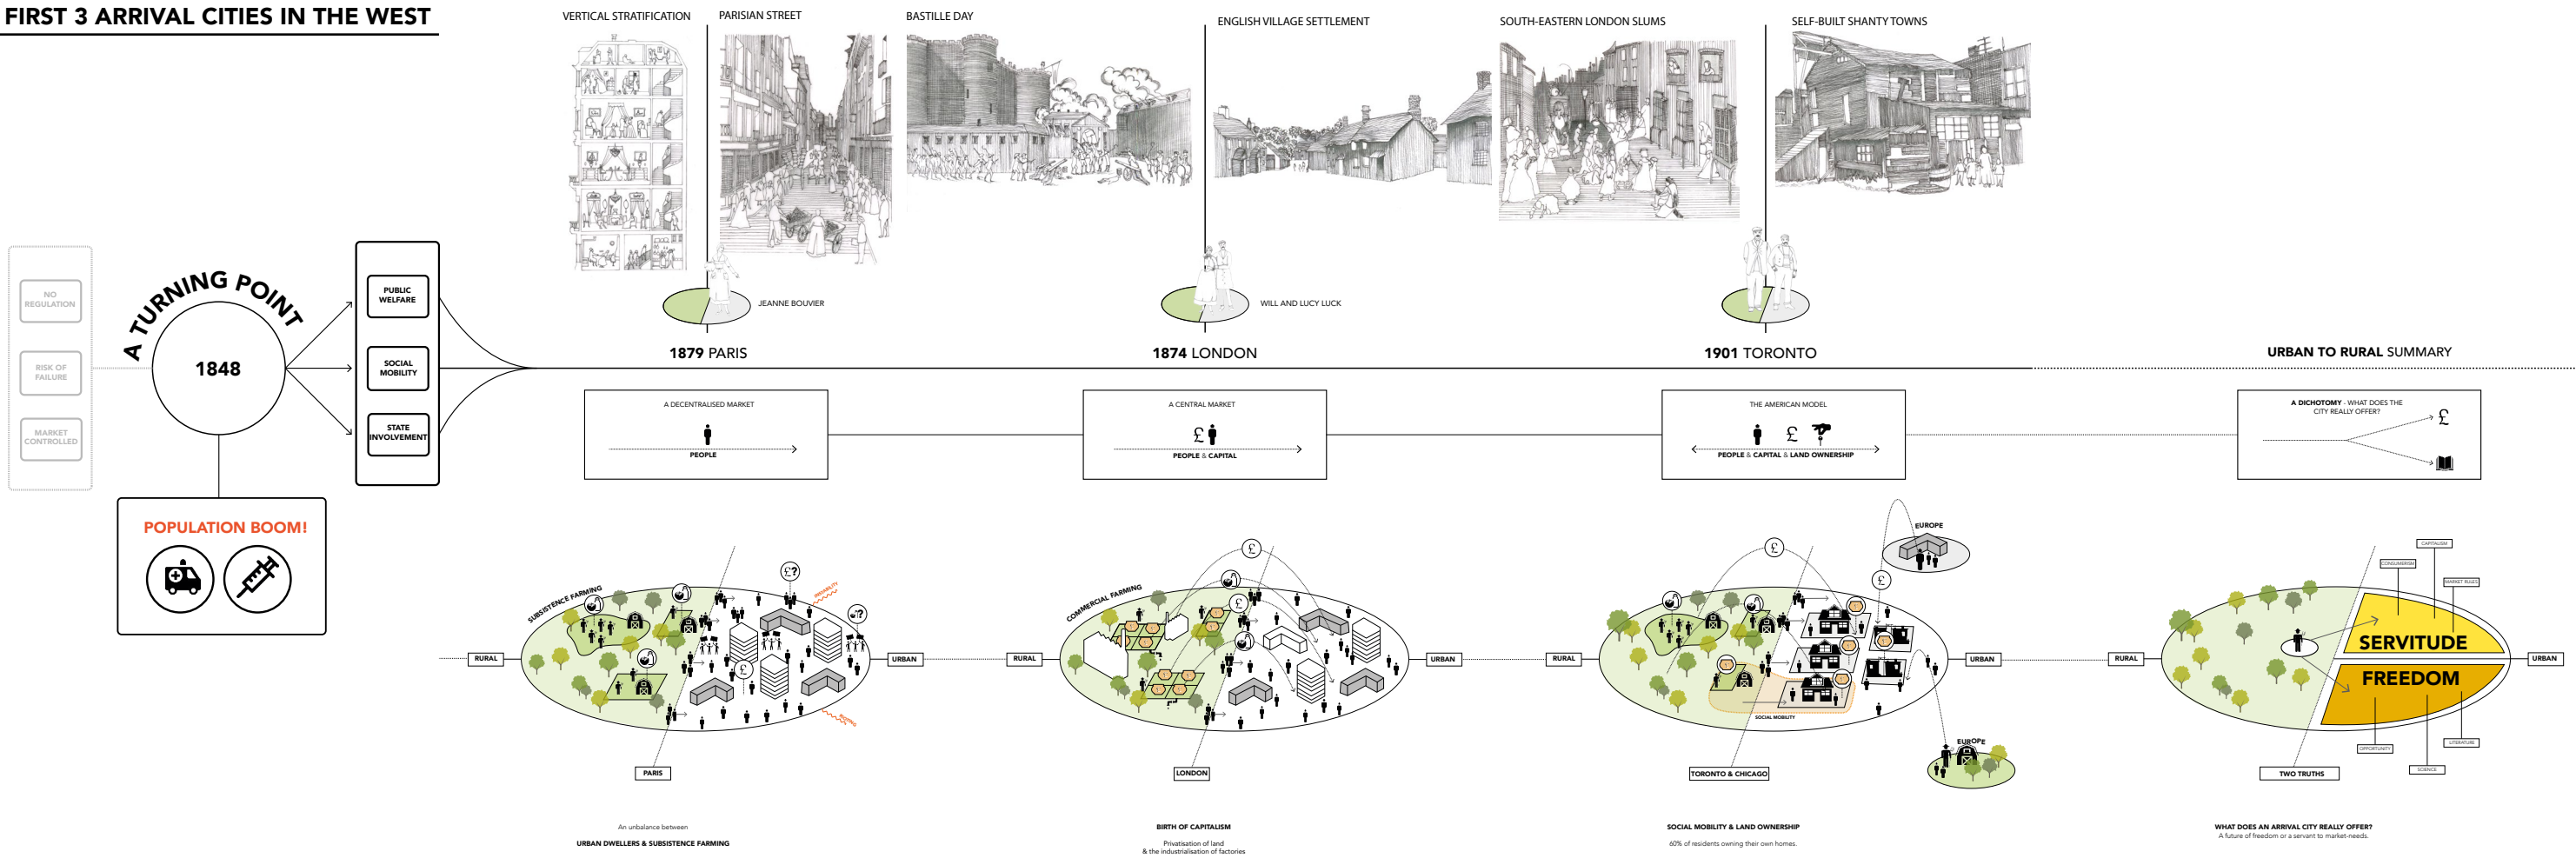 FIRST 3 ARRIVAL CITIES IN THE WEST
VERTICAL STRATIFICATION
PARISIAN STREET
BASTILLE DAY
ENGLISH VILLAGE SETTLEMENT
SOUTH-EASTERN LONDON SLUMS
SELF-BUILT SHANTY TOWNS
NO
REGULATION
RISK OF
FAILURE
MARKET
CONTROLLED
A TURNING POINT
1848
PUBLIC
WELFARE
SOCIAL
MOBILITY
STATE
INVOLVEMENT
POPULATION BOOM!
JEANNE BOUVIER
WILL AND LUCY LUCK
1879 PARIS
1874 LONDON
1901 TORONTO
URBAN TO RURAL SUMMARY
A DECENTRALISED MARKET
PEOPLE
A CENTRAL MARKET
£
PEOPLE & CAPITAL
THE AMERICAN MODEL
£
PEOPLE & CAPITAL & LAND OWNERSHIP
A DICHOTOMY - WHAT DOES THE
CITY REALLY OFFER?
£
RURAL
SUBSISTENCE FARMING
£?
?
£
URBAN
PARIS
RURAL
COMMERCIAL FARMING
£
£
URBAN
LONDON
RURAL
£
£
EUROPE
SOCIAL MOBILITY
URBAN
EUROPE
TORONTO & CHICAGO
RURAL
CONSUMERISM
CAPITALISM
MARKET RULES
SERVITUDE
FREEDOM
OPPORTUNITY
SCIENCE
LITERATURE
URBAN
TWO TRUTHS
An unbalance between
URBAN DWELLERS & SUBSISTENCE FARMING
BIRTH OF CAPITALISM
Privatisation of land
& the industrialisation of factories
SOCIAL MOBILITY & LAND OWNERSHIP
60% of residents owning their own homes.
WHAT DOES AN ARRIVAL CITY REALLY OFFER?
A future of freedom or a servant to market-needs.